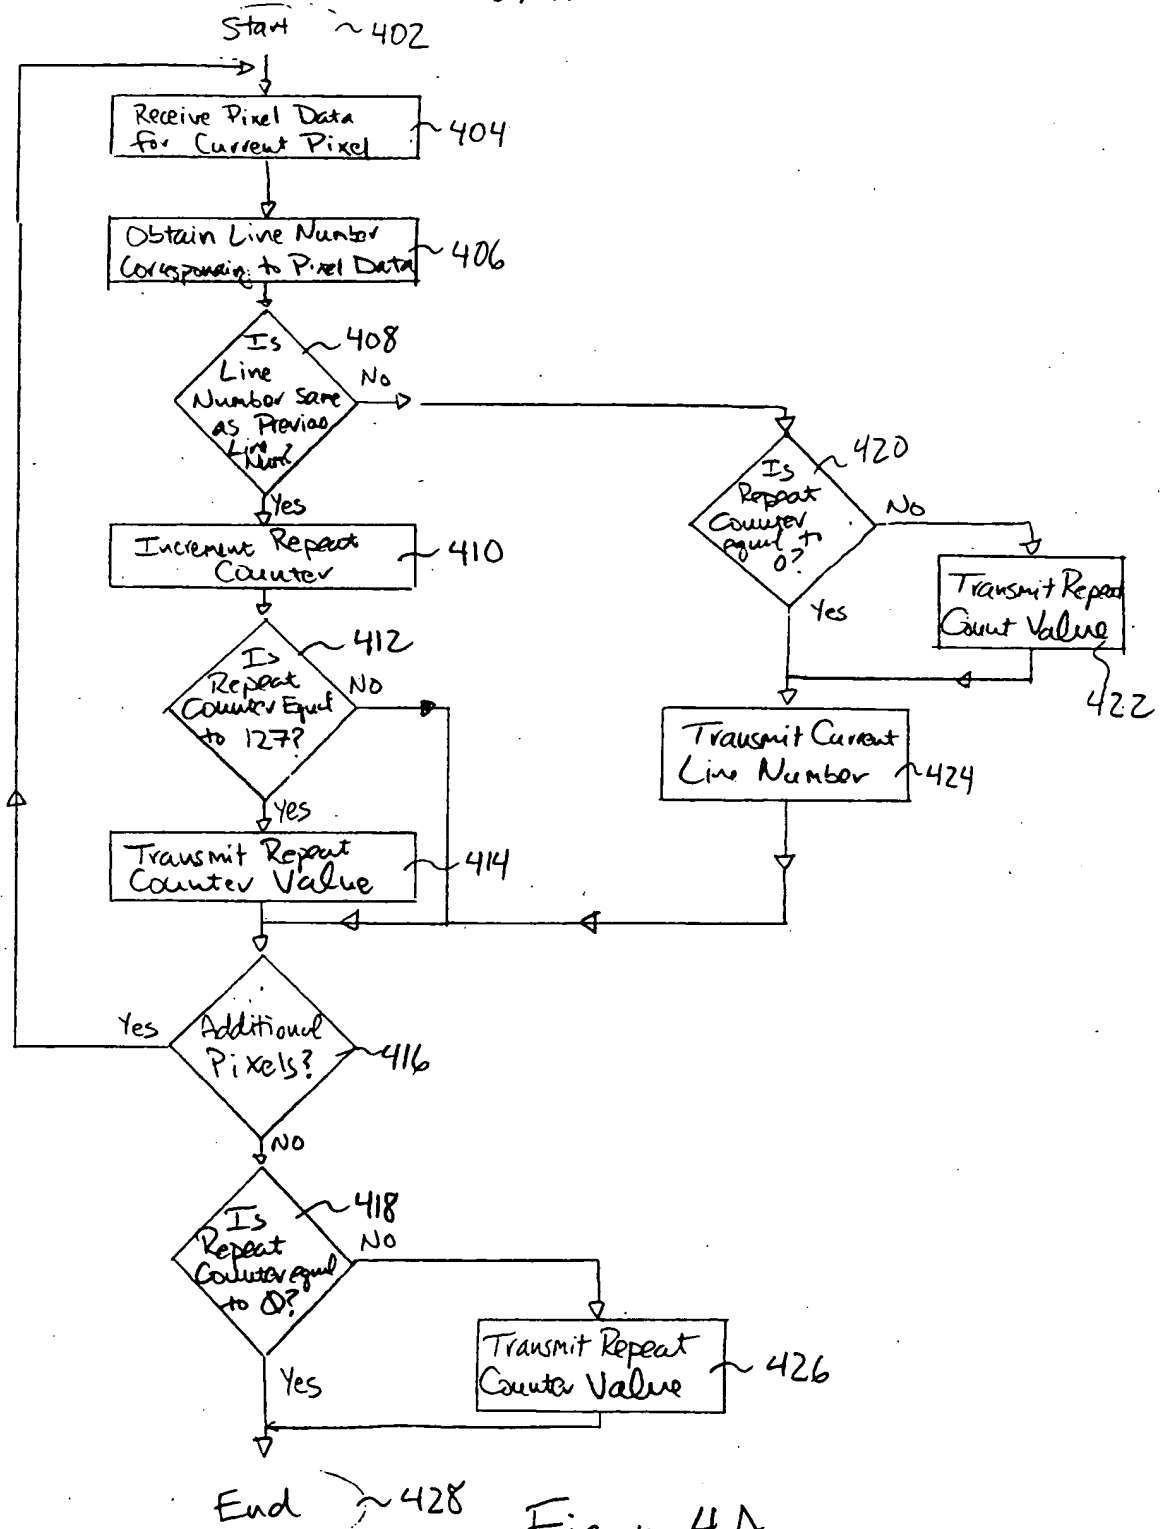 Start
402
Receive Pixel Data
for Current Pixel
404
Obtain Line Number
Corresponding to Pixel Data
406
Is
Line
Number Same
as Previous
Line
Num?
408
No
Yes
Increment Repeat
Counter
410
Is
Repeat
Counter Equal
to 127?
412
No
Yes
Transmit Repeat
Counter Value
414
Is
Repeat
Counter
equal to
0?
420
No
Yes
Transmit Repeat
Count Value
422
Transmit Current
Line Number
424
Additional
Pixels?
416
Yes
No
Is
Repeat
Counter equal
to 0?
418
No
Yes
Transmit Repeat
Counter Value
426
End
428
Figure 4A